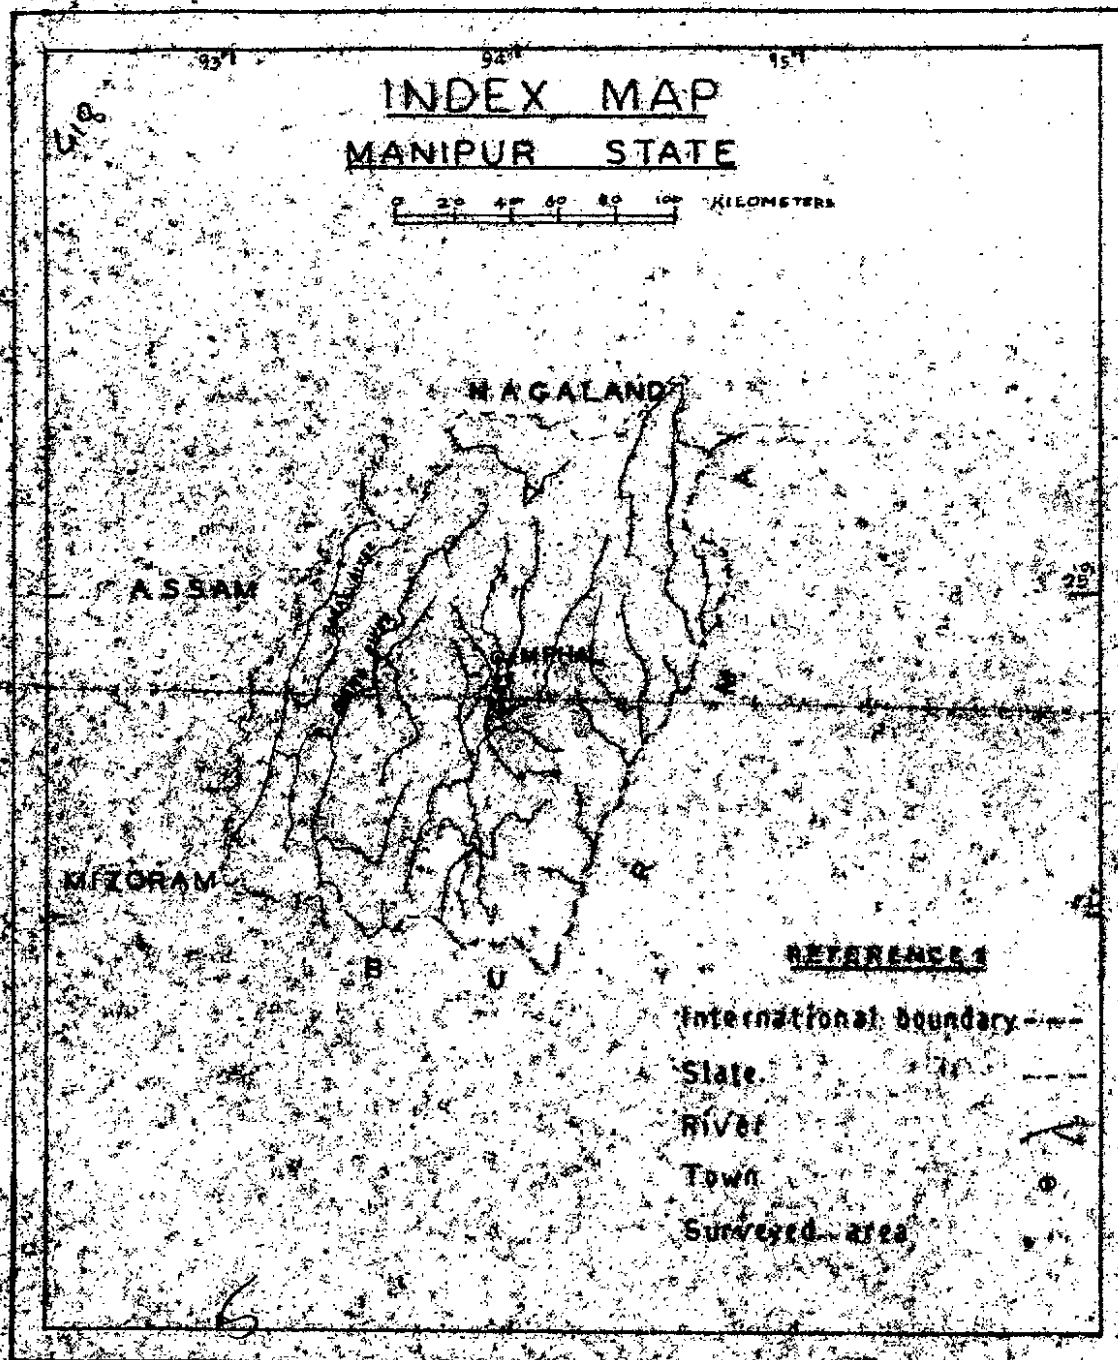 93°
94°
95°
INDEX MAP
MANIPUR STATE
0 20 40 60 80 100 KILOMETERS
NAGALAND
A
ASSAM
25°
IMPHAL
M
R
MIZORAM
B
U
REFERENCES
International boundary
State "
River
Town
Surveyed area